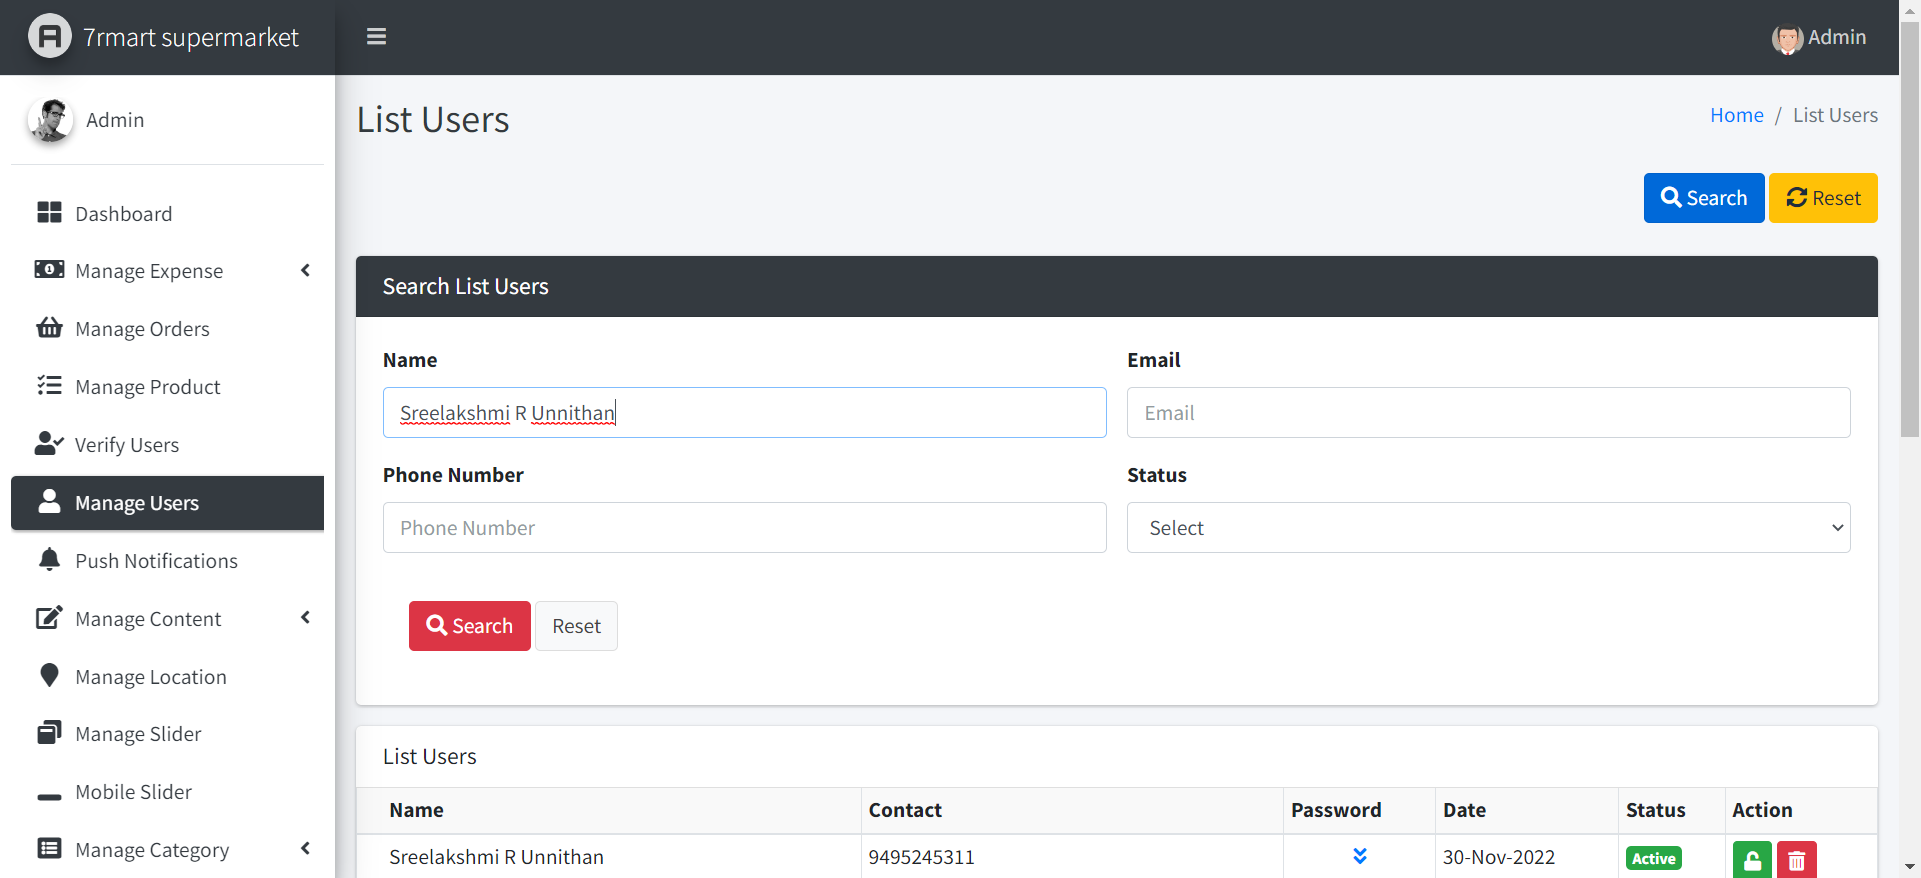 7rmart supermarket
Admin
Admin
Dashboard
Manage Expense
Manage Orders
Manage Product
Verify Users
Manage Users
Push Notifications
Manage Content
Manage Location
Manage Slider
Mobile Slider
Manage Category
List Users
Home / List Users
Search Reset
Search List Users
Name Email
Sreelakshmi R Unnithan Email
Phone Number Status
Phone Number Select
Search Reset
List Users
Name Contact Password Date Status Action
Sreelakshmi R Unnithan 9495245311 30-Nov-2022 Active